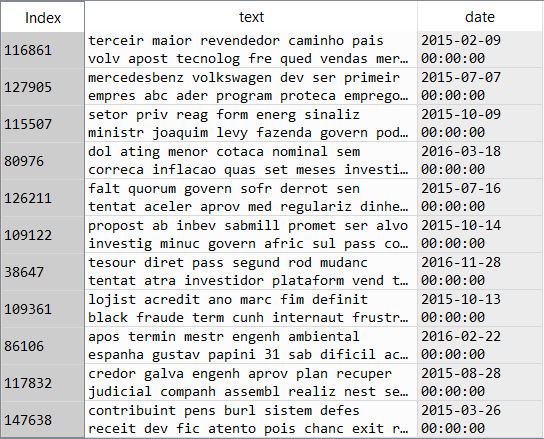 Index text date
116861 terceir maior revendedor caminho pais 2015-02-09
volv apost tecnolog fre qued vendas mer… 00:00:00
127905 mercedesbenz volkswagen dev ser primeir 2015-07-07
empres abc ader program proteca emprego… 00:00:00
115507 setor priv reag form energ sinaliz 2015-10-09
ministr joaquim levy fazenda govern pod… 00:00:00
80976 dol ating menor cotaca nominal sem 2016-03-18
correca inflacao quas set meses investi… 00:00:00
126211 falt quorum govern sofr derrot sen 2015-07-16
tentat aceler aprov med regulariz dinhe… 00:00:00
109122 propost ab inbev sabmill promet ser alvo 2015-10-14
investig minuc govern afric sul pass co… 00:00:00
38647 tesour diret pass segund rod mudanc 2016-11-28
tentat atra investidor plataform vend t… 00:00:00
109361 lojist acredit ano marc fim definit 2015-10-13
black fraude term cunh internaut frustr… 00:00:00
86106 apos termin mestr engenh ambiental 2016-02-22
espanha gustav papini 31 sab dificil ac… 00:00:00
117832 credor galva engenh aprov plan recuper 2015-08-28
judicial companh assembl realiz nest se… 00:00:00
147638 contribuint pens burl sistem defes 2015-03-26
receit dev fic atento pois chanc exit r… 00:00:00